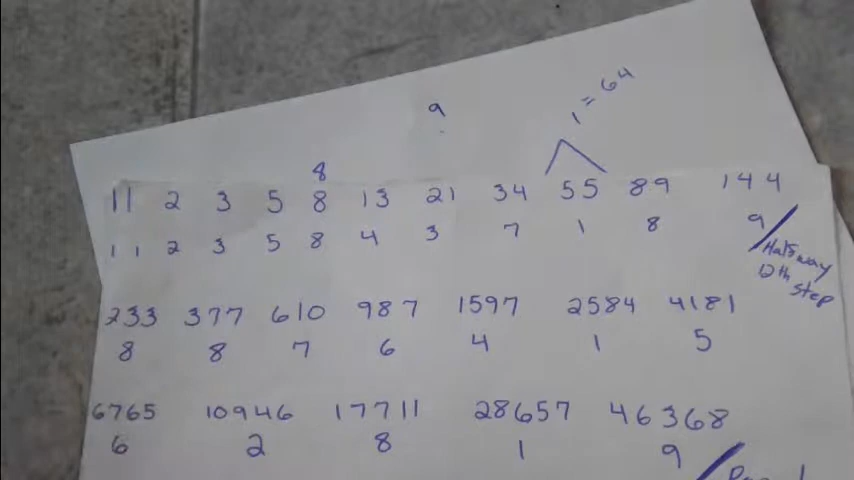 1 = 64
9
8
1 1 2 3 5 8 13 21 34 55 89 144
1 1 2 3 5 8 4 3 7 1 8 9
Halfway
12th
step
233 377 610 987 1597 2584 4181
8 8 7 6 4 1 5
6765 10946 17711 28657 46368
6 2 8 1 9